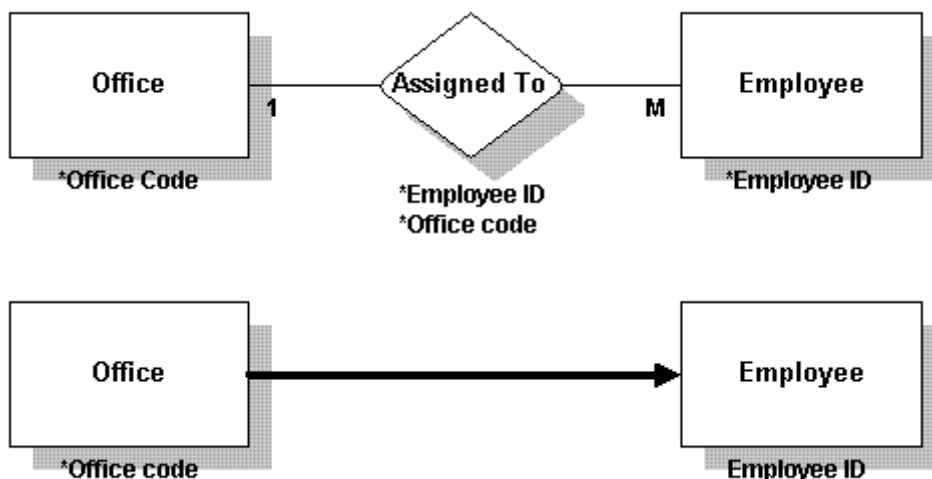 Office
Assigned To
Employee
1
M
*Office Code
*Employee ID
*Office code
*Employee ID
Office
Employee
*Office code
Employee ID